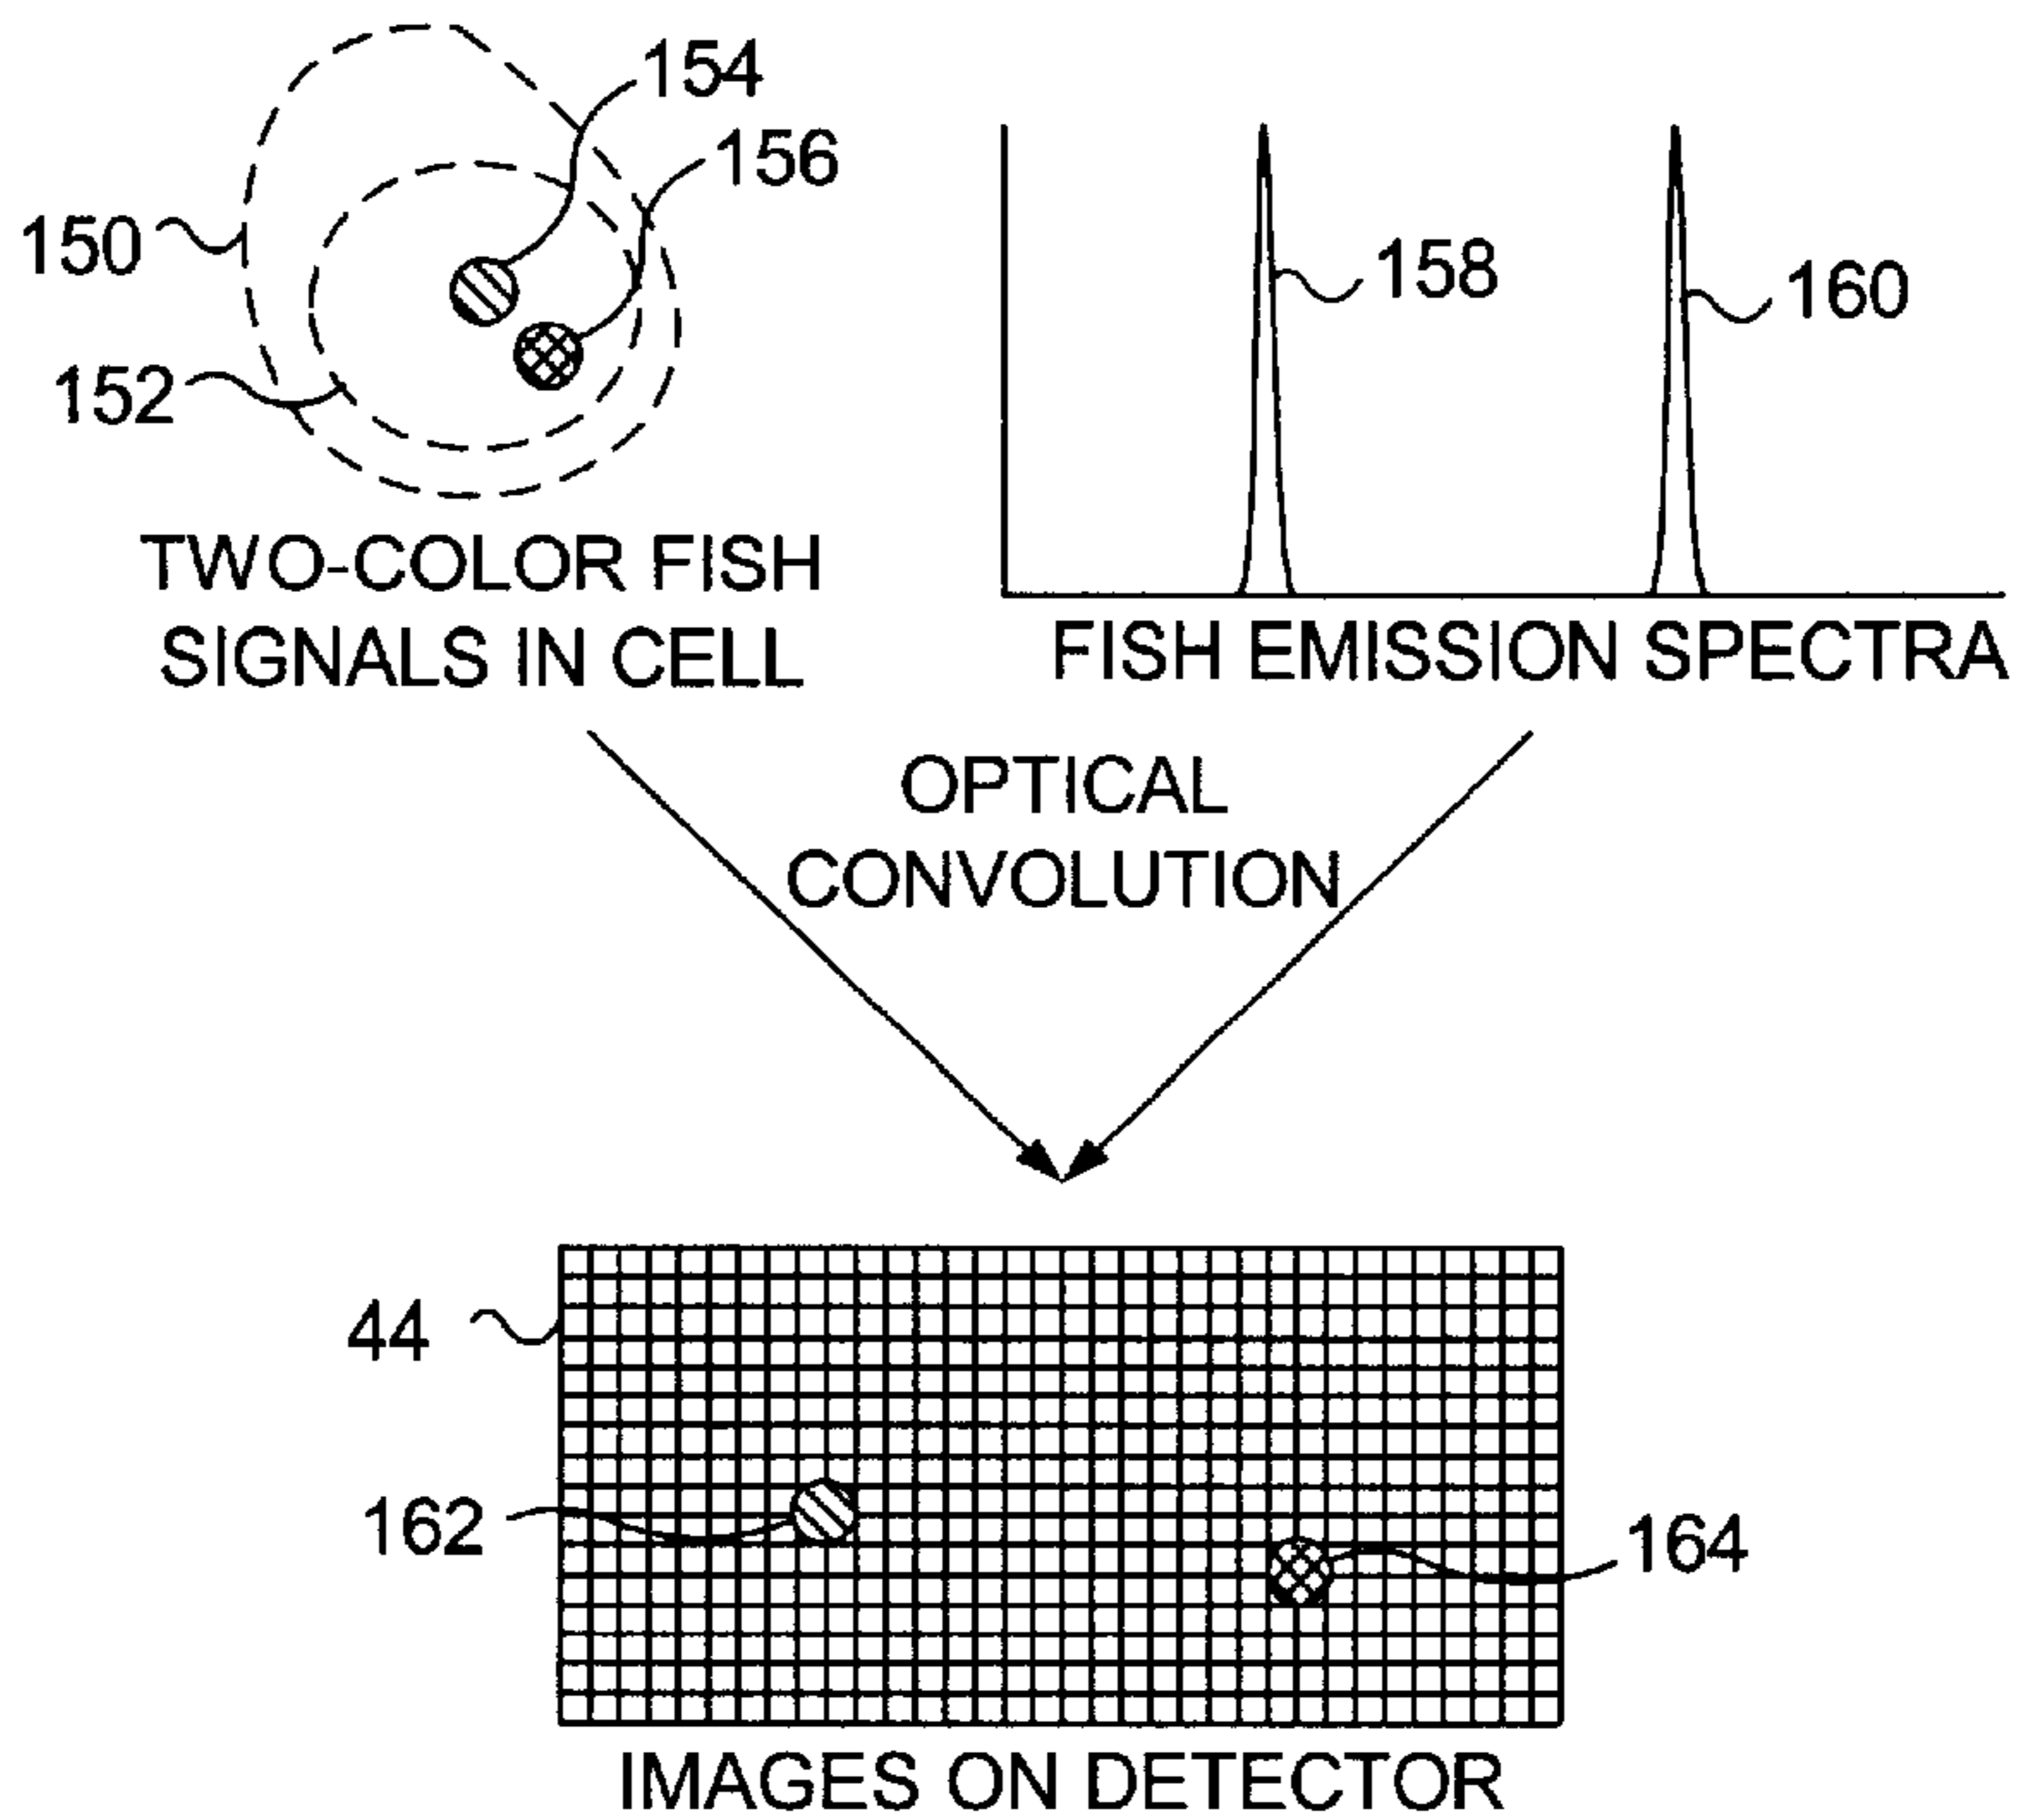 154
156
150
152
158
160
TWO-COLOR FISH
SIGNALS IN CELL
FISH EMISSION SPECTRA
OPTICAL
CONVOLUTION
44
162
164
IMAGES ON DETECTOR